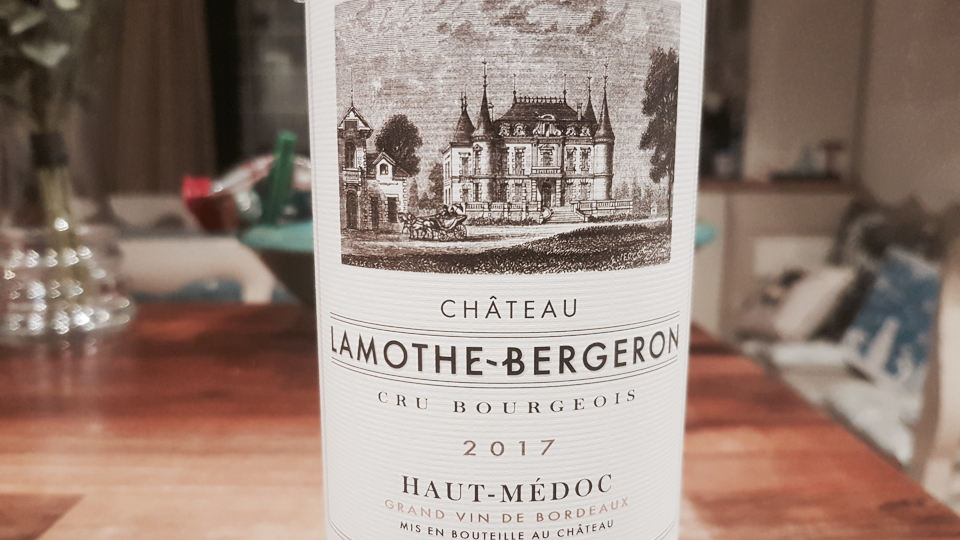 CHÂTEAU
LAMOTHE-BERGERON
CRU BOURGEOIS
2017
HAUT-MÉDOC
GRAND VIN DE BORDEAUX
MIS EN BOUTEILLE AU CHÂTEAU